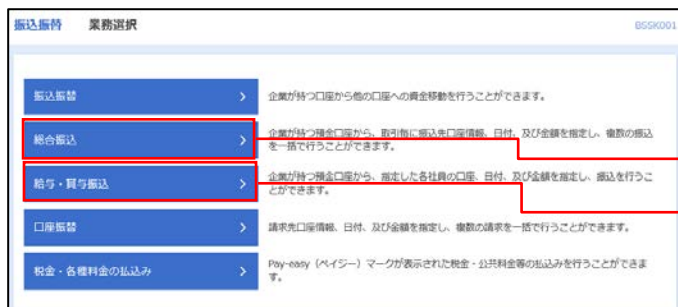 振込振替 業務選択 BSSK001
振込振替 企業が持つ口座から他の口座への資金移動を行うことができます。
総合振込 企業が持つ預金口座から、取引毎に振込先口座情報、日付、及び金額を指定し、複数の振込
を一括で行うことができます。
給与・賞与振込 企業が持つ預金口座から、指定した各社員の口座、日付、及び金額を指定し、振込を行うこ
とができます。
口座振替 請求先口座情報、日付、及び金額を指定し、複数の請求を一括で行うことができます。
税金・各種料金の払込み Pay-easy（ペイジー）マークが表示された税金・公共料金等の払込みを行うことができま
す。